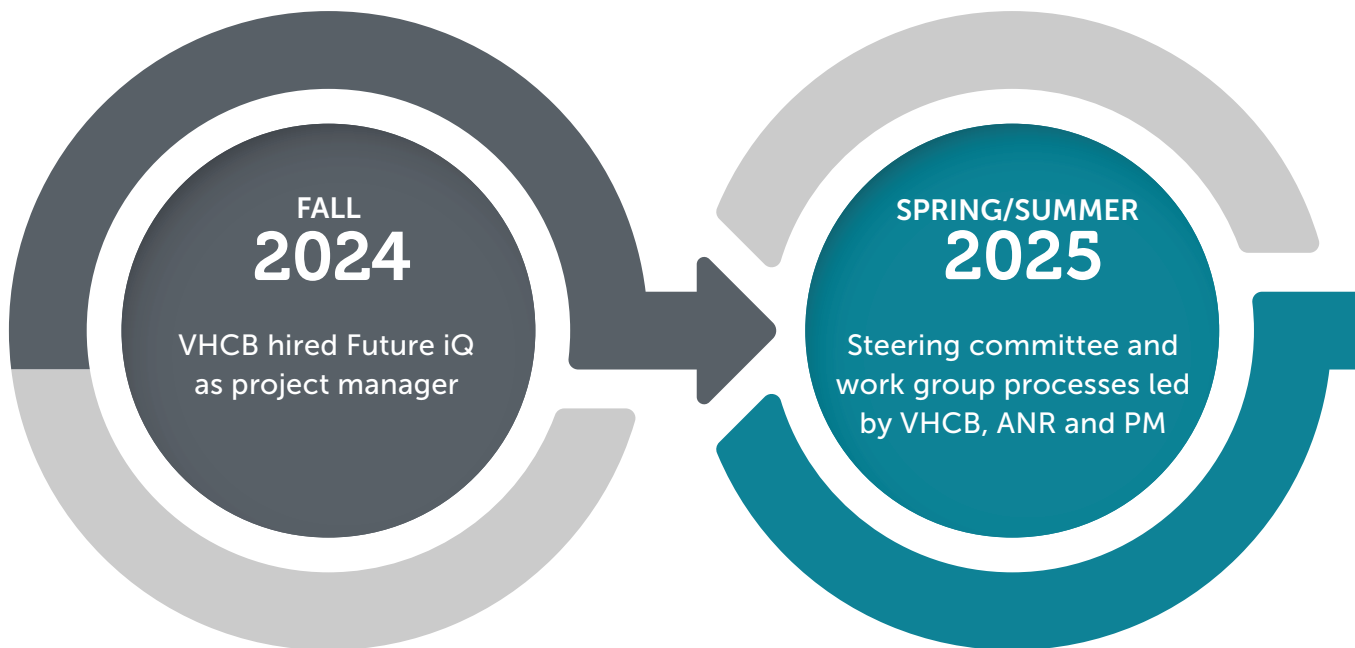 FALL
2024
VHCB hired Future iQ
as project manager
SPRING/SUMMER
2025
Steering committee and
work group processes led
by VHCB, ANR and PM